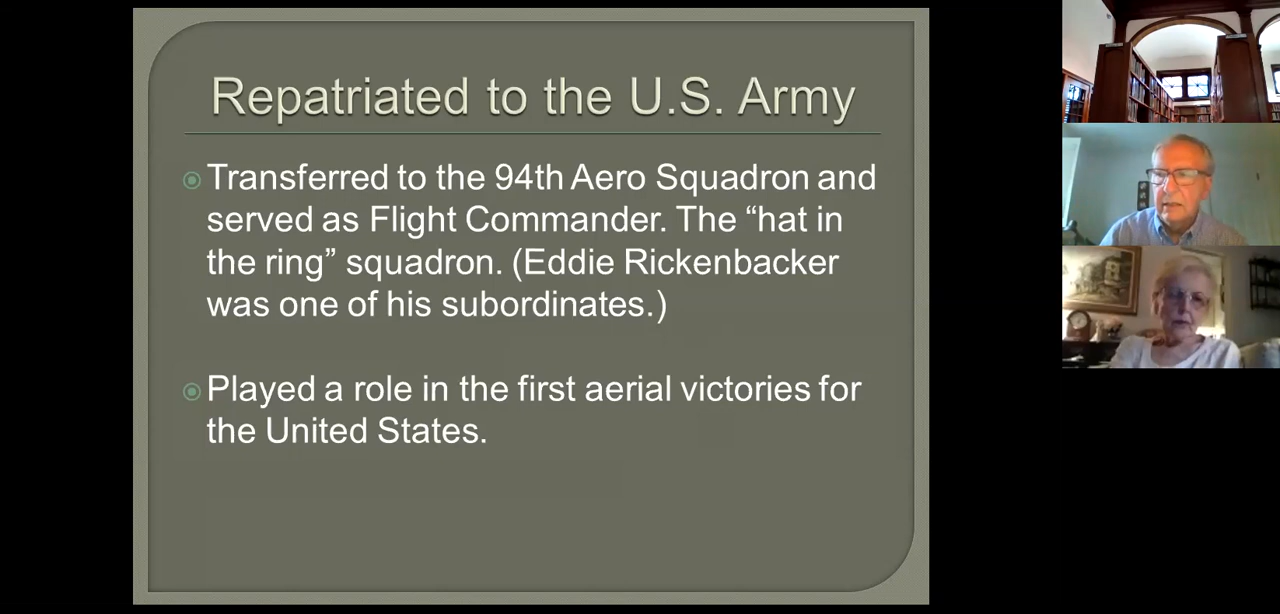 Repatriated to the U.S. Army
Transferred to the 94th Aero Squadron and
served as Flight Commander. The “hat in
the ring” squadron. (Eddie Rickenbacker
was one of his subordinates.)
Played a role in the first aerial victories for
the United States.